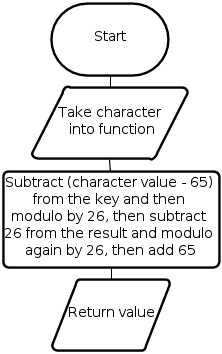 Start
Take character
into function
Subtract (character value - 65)
from the key and then
modulo by 26, then subtract
26 from the result and modulo
again by 26, then add 65
Return value